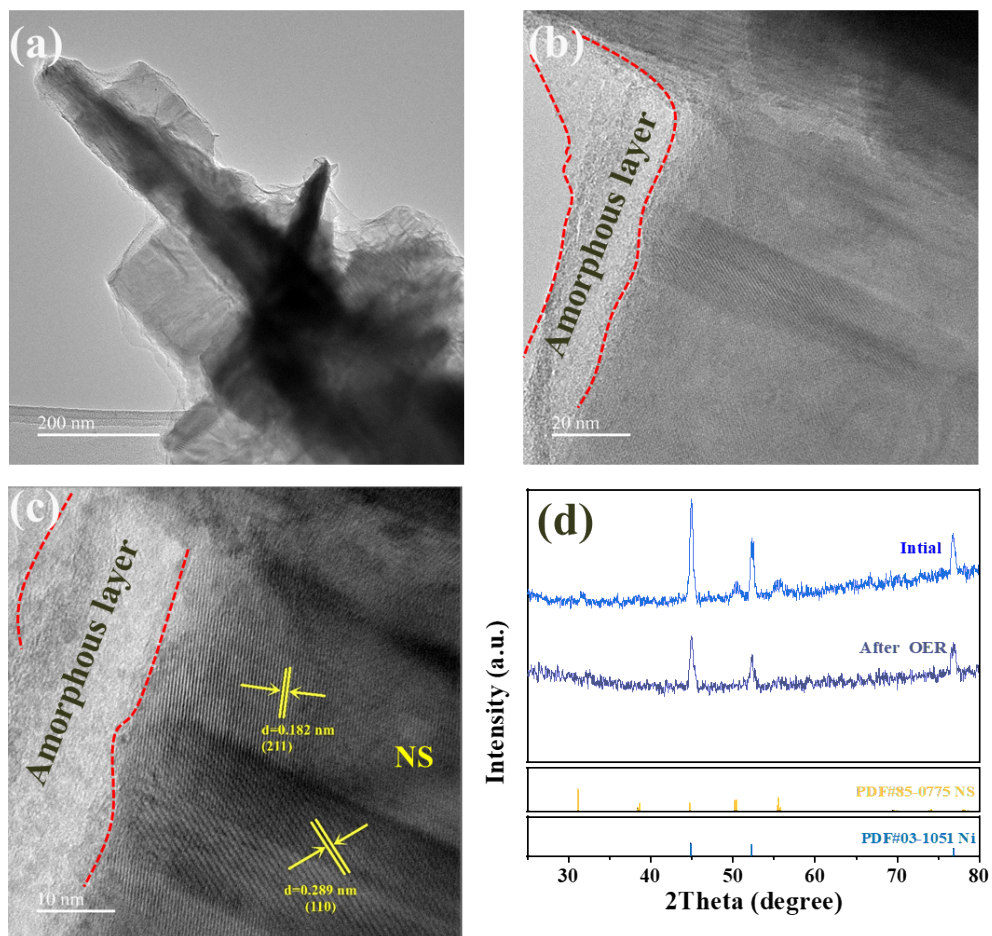 (a)
200 nm
(b)
Amorphous layer
20 nm
(c)
Amorphous layer
d=0.182 nm
(211)
NS
d=0.289 nm
(110)
10 nm
(d)
Intial
After OER
Intensity (a.u.)
PDF#85-0775 NS
PDF#03-1051 Ni
30 40 50 60 70 80
2Theta (degree)